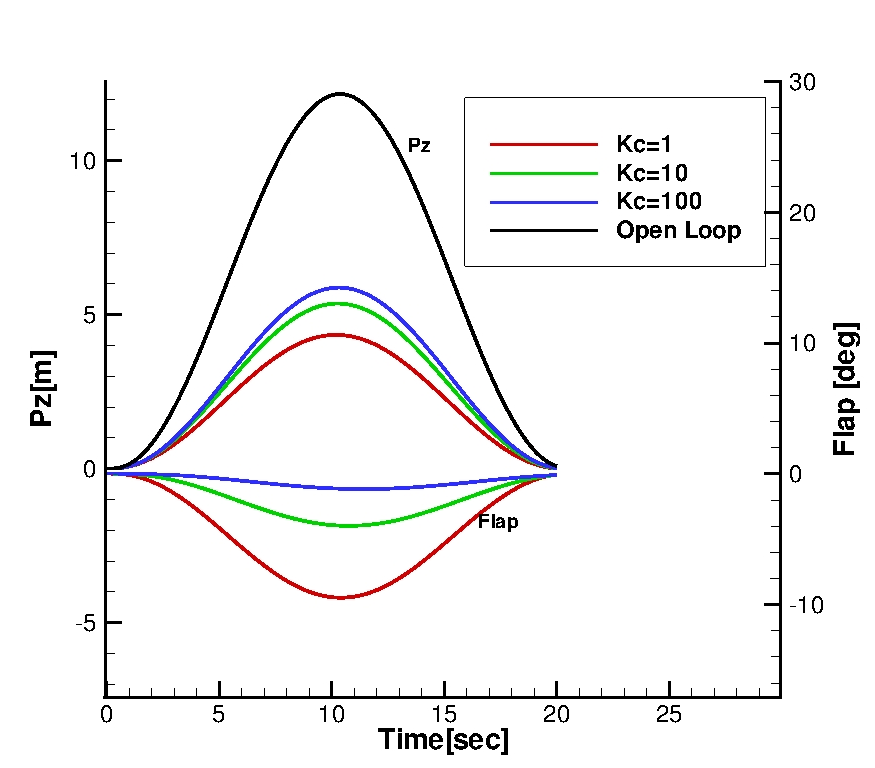 30
Kc=1
Pz
10
Kc=10
Kc=100
20
Open Loop
5
10
Pz[m]
Flap [deg]
0
0
Flap
-10
-5
0 5 10 15 20 25
Time[sec]